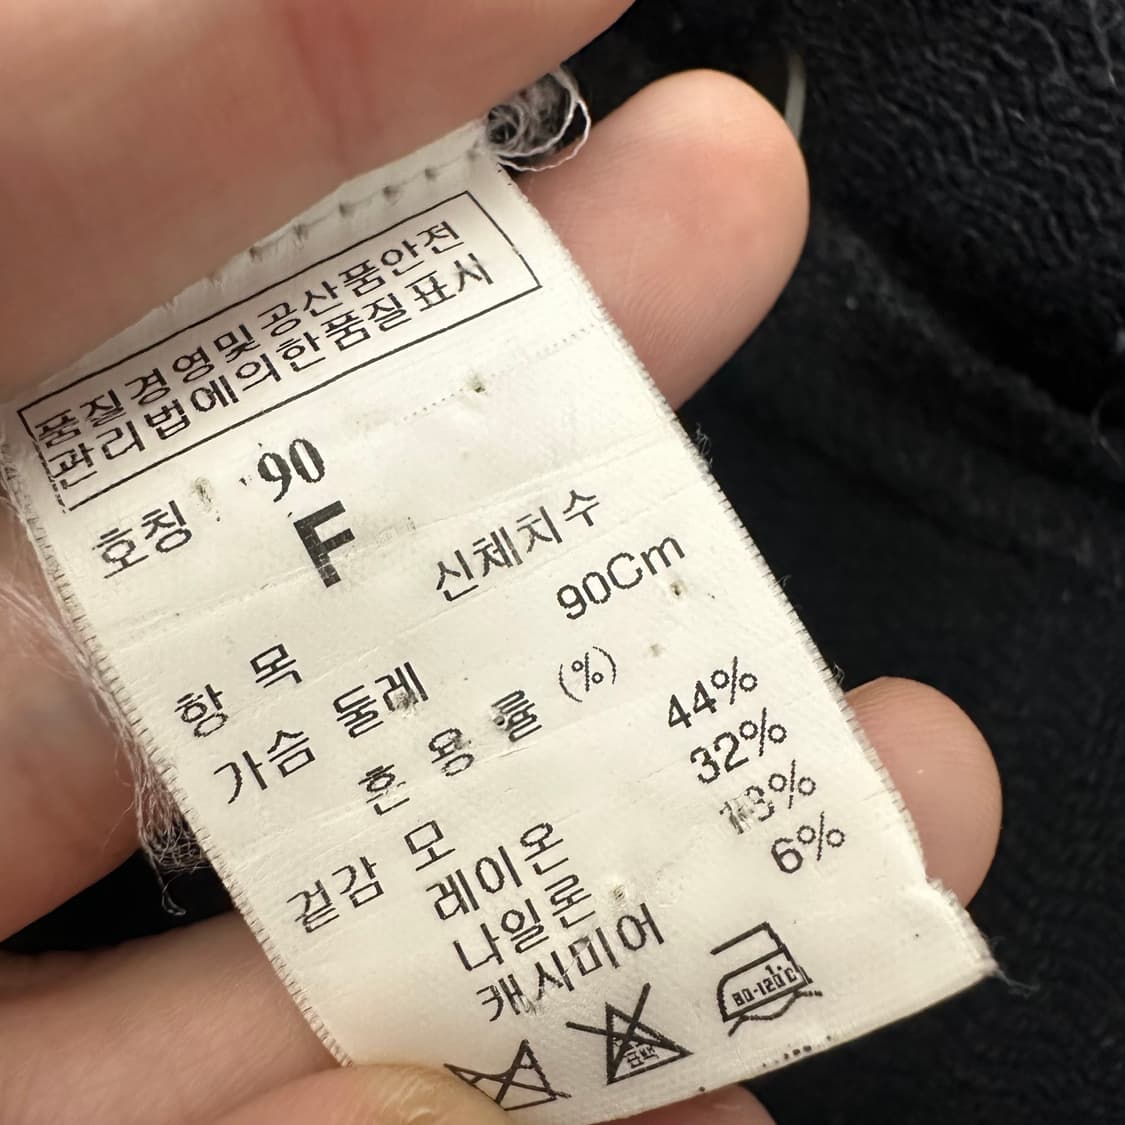 품질경영및공산품안전
관리법에의한품질표시
호칭 90
F
항 목 신체치수
가슴 둘레 90Cm
혼 용 률 (%)
겉감 모 44%
레이온 32%
나일론
캐시미어 6%
80-120˚C